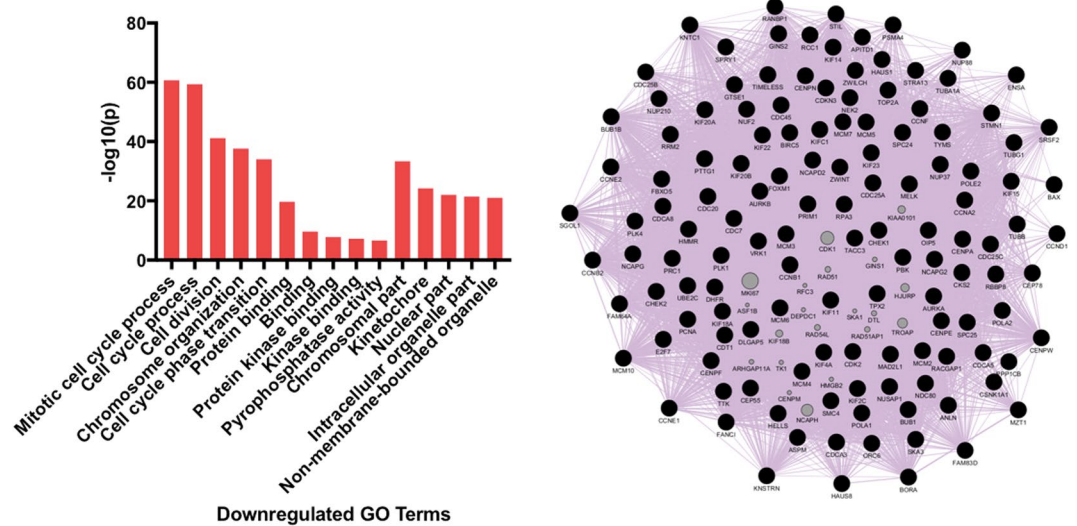 80
60
40
20
0
-log10(p)
Mitotic cell cycle process
Cell cycle process
Cell division
Chromosome organization
Cell cycle phase transition
Protein binding
Binding
Protein kinase binding
Kinase binding
Pyrophosphatase activity
Chromosomal part
Kinetochore
Nuclear part
Intracellular organelle part
Non-membrane-bounded organelle
Downregulated GO Terms
RANBP1
STIL
KNTC1
PSMA4
GINS2
RCC1
APITD1
SPRY1
KIF14
NUP88
HAUS1
CDC25B
TIMELESS
CENPN
ZWILCH
STRA13
ENSA
GTSE1
TUBA1A
NUP210
CDKN3
TOP2A
KIF20A
NUF2
CDC45
NEK2
CCNF
STMN1
BUB1B
RRM2
KIF22
BIRC5
KIFC1
MCM7
MCM5
SPC24
TYMS
SRSF2
TUBG1
PTTG1
KIF20B
NCAPD2
KIF23
CCNE2
FOXM1
ZWINT
NUP37
POLE2
FBXO5
AURKB
CDC25A
MELK
KIF15
BAX
CDCA8
CDC20
PRIM1
RPA3
KIAA0101
CCNA2
SGOL1
PLK4
CDC7
TUBB
HMMR
VRK1
MCM3
CDK1
TACC3
CHEK1
OIP5
CENPA
CDC25C
CCND1
CCNB2
NCAPG
PRC1
PLK1
CCNB1
RAD51
GINS1
PBK
NCAPG2
CKS2
RBBP8
CEP78
MKI67
RFC3
CHEK2
UBE2C
DHFR
KIF11
TPX2
HJURP
AURKA
FAM64A
ASF1B
MCM6
DEPDC1
SKA1
DTL
POLA2
PCNA
KIF18A
TROAP
CENPE
SPC25
CDT1
DLGAP5
KIF18B
RAD54L
RAD51AP1
E2F7
CENPW
MCM10
CENPF
ARHGAP11A
TK1
KIF4A
CDK2
MAD2L1
MCM2
RACGAP1
CDCA5
PPP1CB
MCM4
HMGB2
TTK
CEP55
CENPM
KIF2C
NUSAP1
NDC80
CSNK1A1
CCNE1
NCAPH
SMC4
ANLN
MZT1
FANCI
HELLS
POLA1
BUB1
ASPM
CDCA3
ORC6
SKA3
FAM83D
KNSTRN
HAUS8
BORA